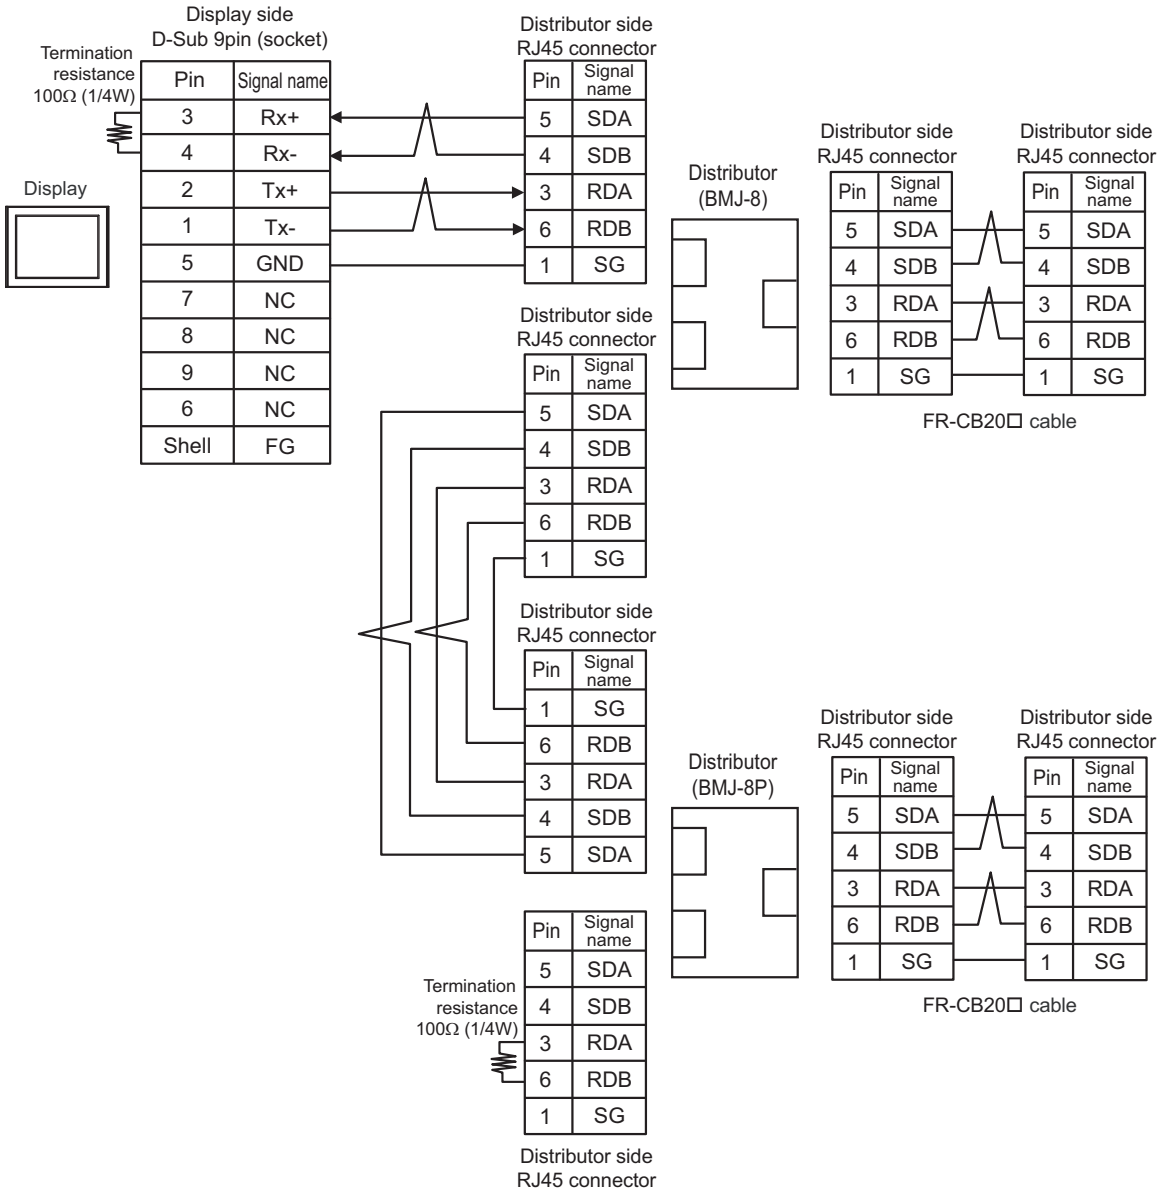 Display side
D-Sub 9pin (socket)
Termination
resistance
100Ω (1/4W)
Pin Signal name
3 Rx+
4 Rx-
2 Tx+
1 Tx-
5 GND
7 NC
8 NC
9 NC
6 NC
Shell FG
Display
Distributor side
RJ45 connector
Pin Signal
name
5 SDA
4 SDB
3 RDA
6 RDB
1 SG
Distributor
(BMJ-8)
Distributor side
RJ45 connector
Pin Signal
name
5 SDA
4 SDB
3 RDA
6 RDB
1 SG
Distributor side
RJ45 connector
Pin Signal
name
5 SDA
4 SDB
3 RDA
6 RDB
1 SG
FR-CB20□ cable
Distributor side
RJ45 connector
Pin Signal
name
5 SDA
4 SDB
3 RDA
6 RDB
1 SG
Distributor side
RJ45 connector
Pin Signal
name
1 SG
6 RDB
3 RDA
4 SDB
5 SDA
Distributor
(BMJ-8P)
Distributor side
RJ45 connector
Pin Signal
name
5 SDA
4 SDB
3 RDA
6 RDB
1 SG
Distributor side
RJ45 connector
Pin Signal
name
5 SDA
4 SDB
3 RDA
6 RDB
1 SG
FR-CB20□ cable
Termination
resistance
100Ω (1/4W)
Pin Signal
name
5 SDA
4 SDB
3 RDA
6 RDB
1 SG
Distributor side
RJ45 connector